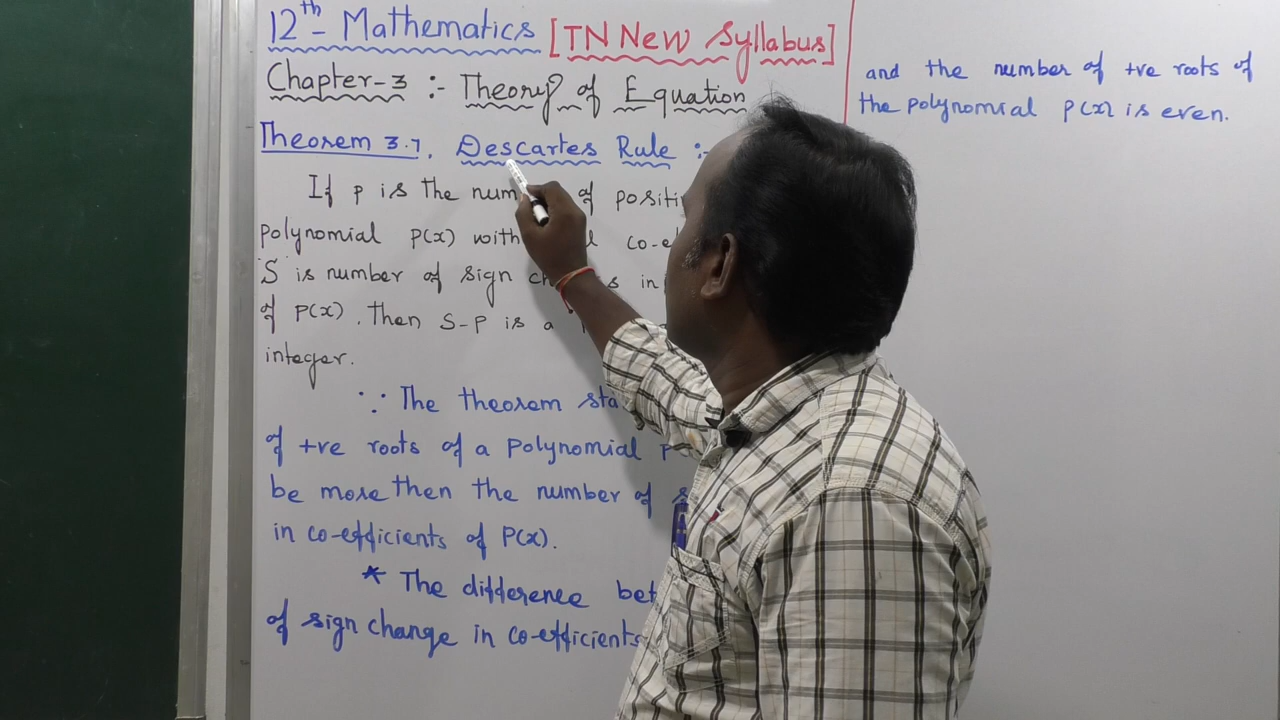 12th - Mathematics [TN New Syllabus]
Chapter-3 :- Theory of Equation
Theorem 3.7. Descartes Rule :-
If p is the num of positi
polynomial P(x) with co-e
'S' is number of sign ch s in
of P(x). Then S-P is a
integer.
∵ The theorem sta
of +ve roots of a polynomial P
be more then the number of s
in co-efficients of P(x).
* The difference bet
of sign change in co-efficients
and the number of +ve roots of
the polynomial P(x) is even.